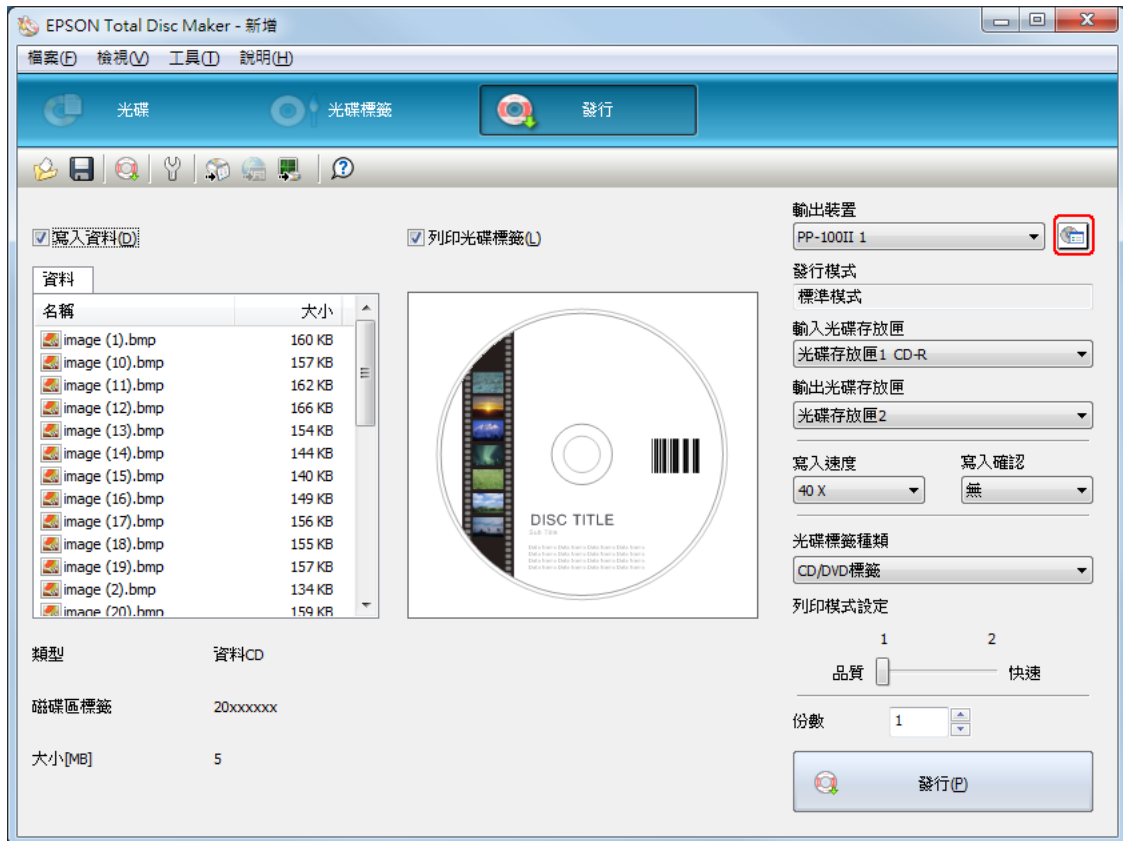 EPSON Total Disc Maker - 新增
檔案(F) 檢視(V) 工具(T) 說明(H)
光碟 光碟標籤 發行
寫入資料(D)
資料
名稱 大小
image (1).bmp 160 KB
image (10).bmp 157 KB
image (11).bmp 162 KB
image (12).bmp 166 KB
image (13).bmp 154 KB
image (14).bmp 144 KB
image (15).bmp 140 KB
image (16).bmp 149 KB
image (17).bmp 156 KB
image (18).bmp 155 KB
image (19).bmp 157 KB
image (2).bmp 134 KB
image (20).bmp 159 KB
類型 資料CD
磁碟區標籤 20xxxxxx
大小[MB] 5
列印光碟標籤(L)
DISC TITLE
Sub Title
輸出裝置
PP-100II 1
發行模式
標準模式
輸入光碟存放匣
光碟存放匣1 CD-R
輸出光碟存放匣
光碟存放匣2
寫入速度 寫入確認
40 X 無
光碟標籤種類
CD/DVD標籤
列印模式設定
1 2
品質 快速
份數 1
發行(P)